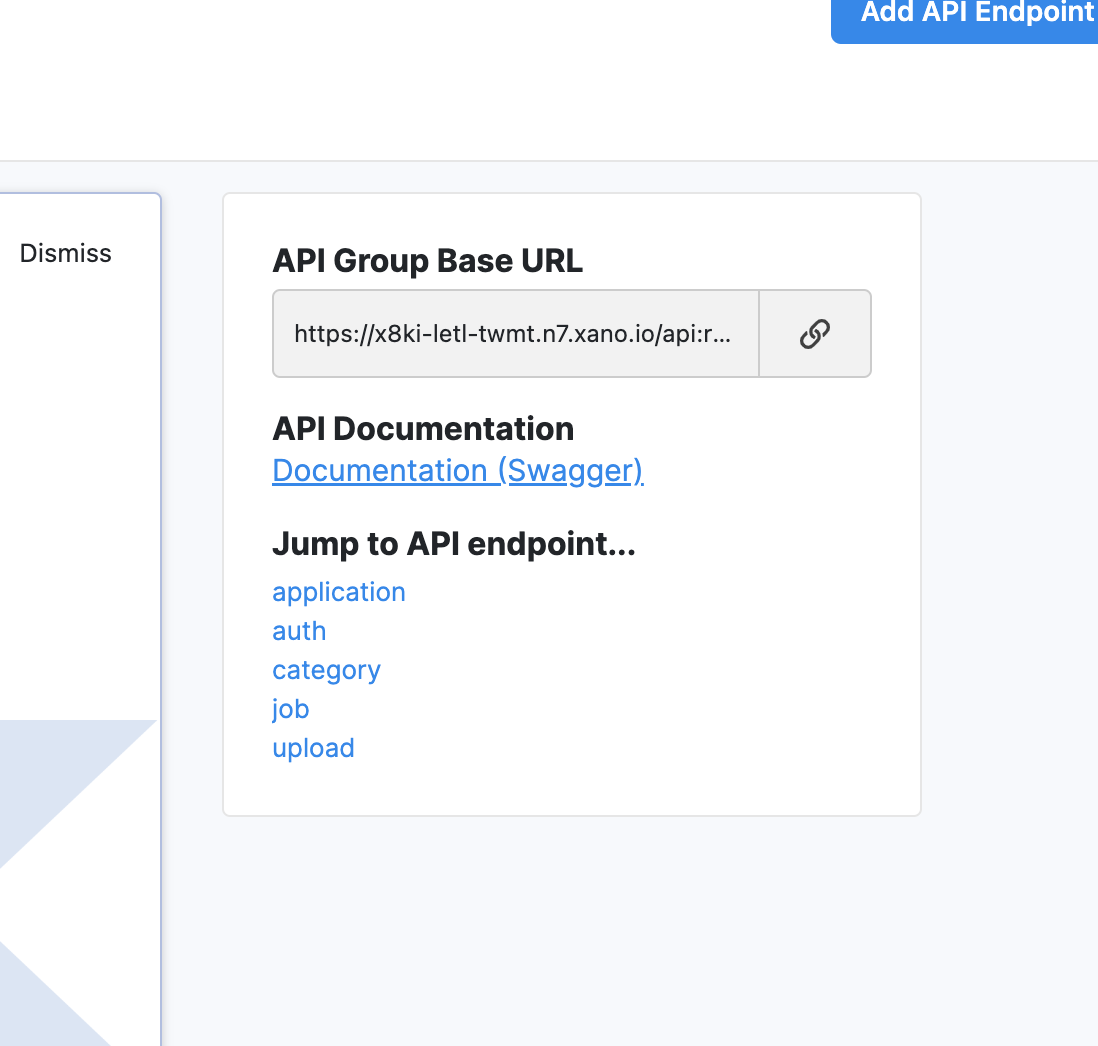 Add API Endpoint
Dismiss
API Group Base URL
https://x8ki-letl-twmt.n7.xano.io/api:r...
API Documentation
Documentation (Swagger)
Jump to API endpoint...
application
auth
category
job
upload